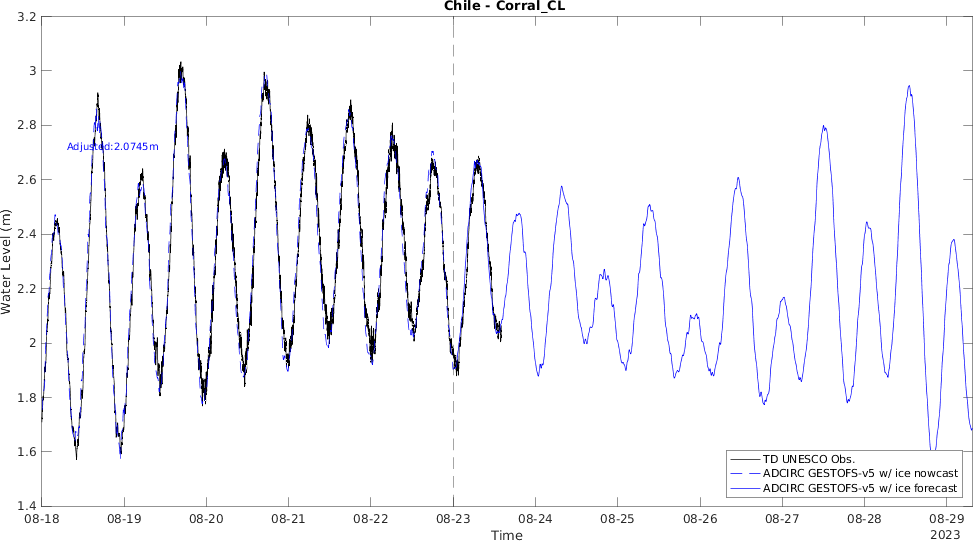 Chile - Corral_CL
3.2
3
2.8
2.6
2.4
2.2
2
1.8
1.6
1.4
Water Level (m)
Adjusted:2.0745m
TD UNESCO Obs.
ADCIRC GESTOFS-v5 w/ ice nowcast
ADCIRC GESTOFS-v5 w/ ice forecast
08-18 08-19 08-20 08-21 08-22 08-23 08-24 08-25 08-26 08-27 08-28 08-29
2023
Time